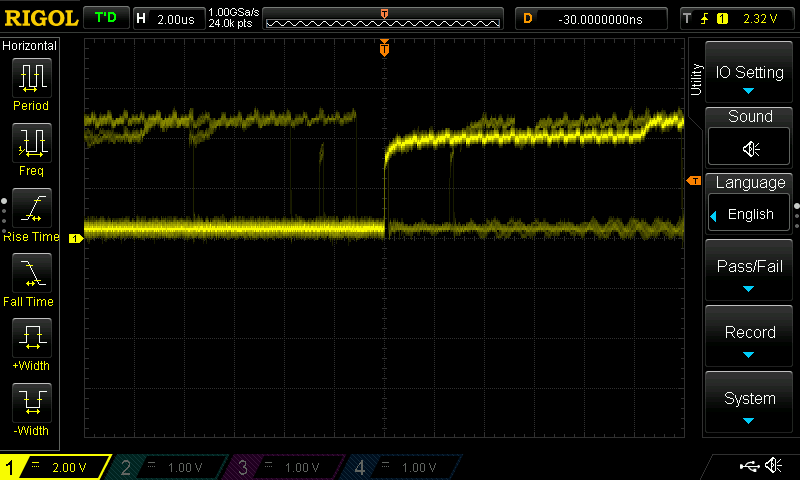 RIGOL T'D H 2.00us 1.00GSa/s 24.0k pts T D -30.0000000ns T 1 2.32 V
Horizontal
Period
Freq
Rise Time
Fall Time
+Width
-Width
T
T
1
Utility
IO Setting
Sound
Language
English
Pass/Fail
Record
System
1 2.00 V 2 1.00 V 3 1.00 V 4 1.00 V